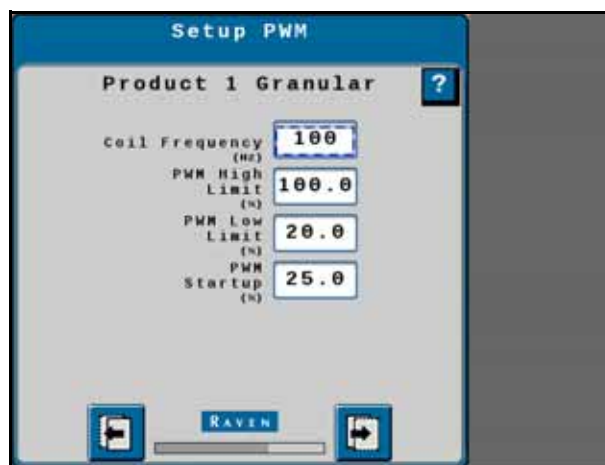 Setup PWM
Product 1 Granular
?
Coil Frequency
(HZ)
100
PWM High
Limit
(%)
100.0
PWM Low
Limit
(%)
20.0
PWM
Startup
(%)
25.0
RAVEN